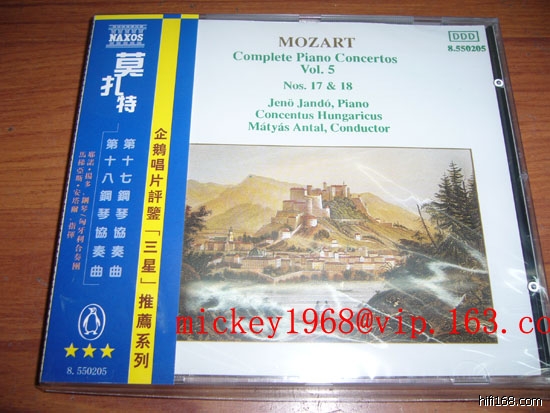 NAXOS
莫扎特
企鵝唱片評鑒「三星」推薦系列
第十七鋼琴協奏曲
第十八鋼琴協奏曲
★★★
8.550205
MOZART
Complete Piano Concertos
Vol. 5
Nos. 17 & 18
Jenö Jandó, Piano
Concentus Hungaricus
Mátyás Antal, Conductor
DDD
8.550205
mickey1968@vip.163.co
hifi168.com